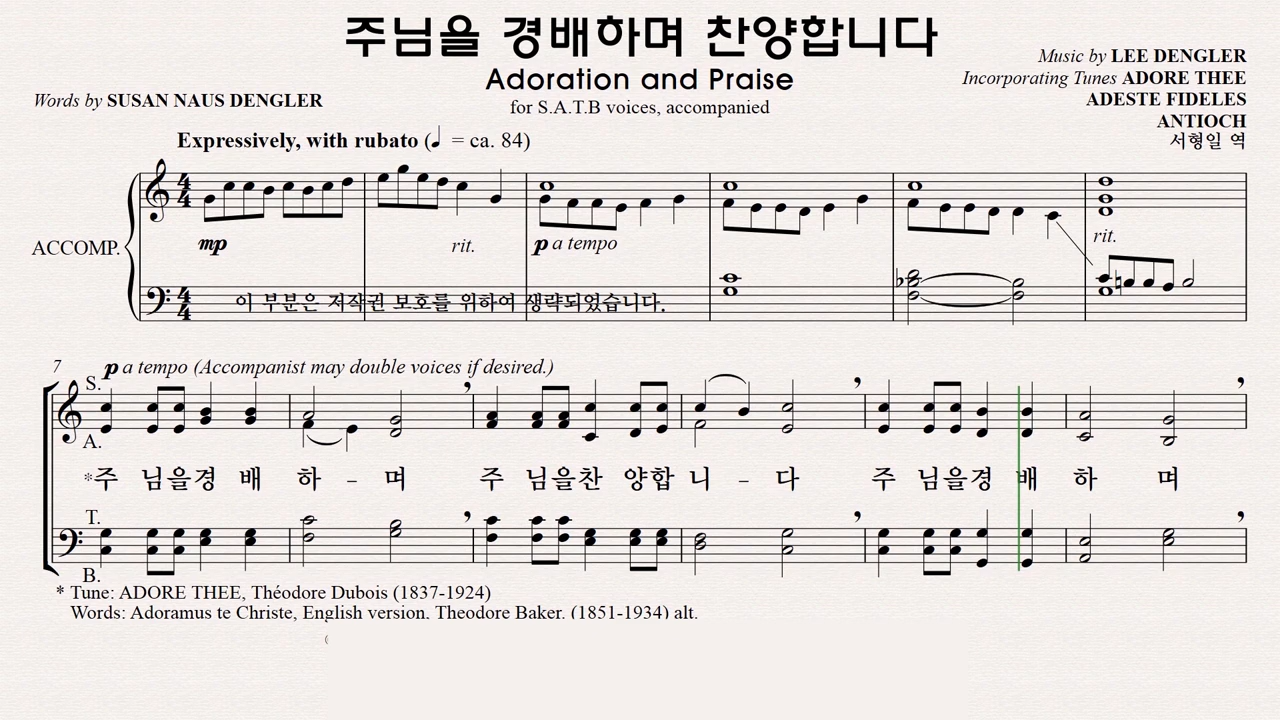 주님을 경배하며 찬양합니다
Adoration and Praise
for S.A.T.B voices, accompanied
Words by SUSAN NAUS DENGLER
Music by LEE DENGLER
Incorporating Tunes ADORE THEE
ADESTE FIDELES
ANTIOCH
서형일 역
Expressively, with rubato (♩ = ca. 84)
ACCOMP.
mp
rit.
p a tempo
rit.
이 부분은 저작권 보호를 위하여 생략되었습니다.
7
p a tempo (Accompanist may double voices if desired.)
S.
A.
*주 님을경 배 하 – 며 주 님을찬 양합 니 – 다 주 님을경 배 하 며
T.
B.
* Tune: ADORE THEE, Théodore Dubois (1837-1924)
Words: Adoramus te Christe, English version, Theodore Baker. (1851-1934) alt.